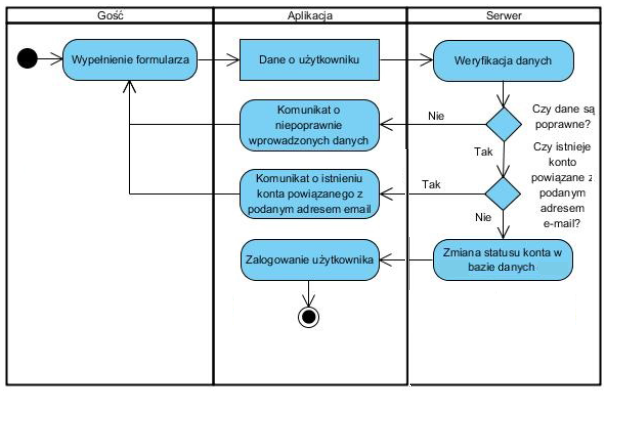 Gość
Aplikacja
Serwer
Wypełnienie formularza
Dane o użytkowniku
Weryfikacja danych
Komunikat o
niepoprawnie
wprowadzonych danych
Nie
Czy dane są
poprawne?
Tak
Czy istnieje
konto
powiązane z
podanym
adresem
e-mail?
Komunikat o istnieniu
konta powiązanego z
podanym adresem email
Tak
Nie
Zalogowanie użytkownika
Zmiana statusu konta w
bazie danych